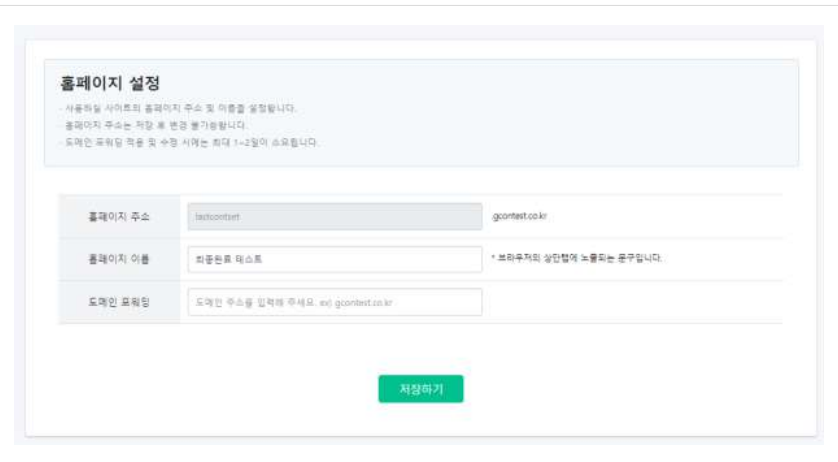 홈페이지 설정
- 사용하실 사이트의 홈페이지 주소 및 이름을 설정합니다.
- 홈페이지 주소는 저장 후 변경 불가능합니다.
- 도메인 포워딩 적용 및 수정 시에는 최대 1~2일이 소요됩니다.
홈페이지 주소 .gcontest.co.kr
홈페이지 이름 최종완료 테스트 * 브라우저의 상단탭에 노출되는 문구입니다.
도메인 포워딩 도메인 주소을 입력해 주세요. ex) gcontest.co.kr
저장하기